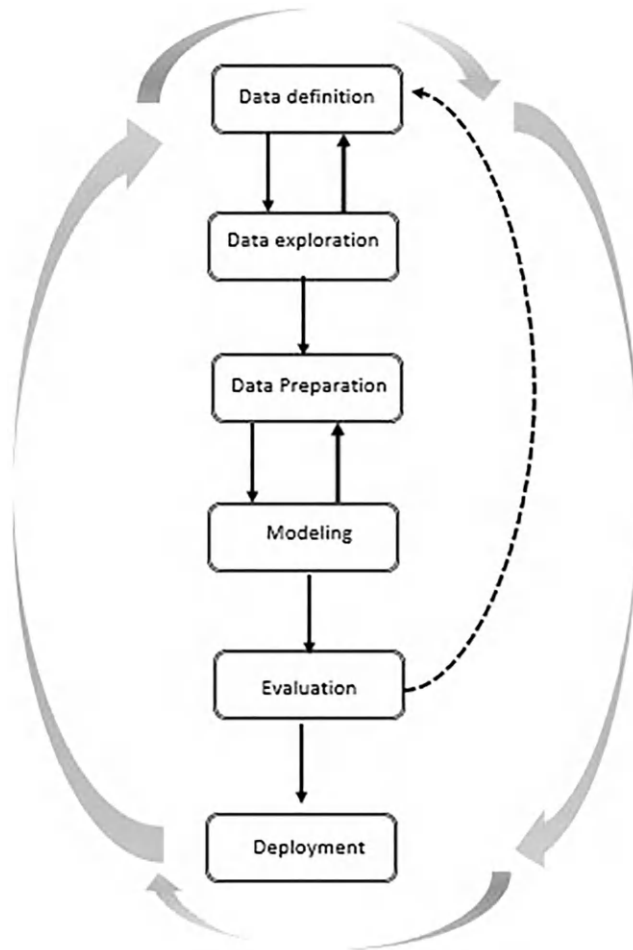 Data definition
Data exploration
Data Preparation
Modeling
Evaluation
Deployment